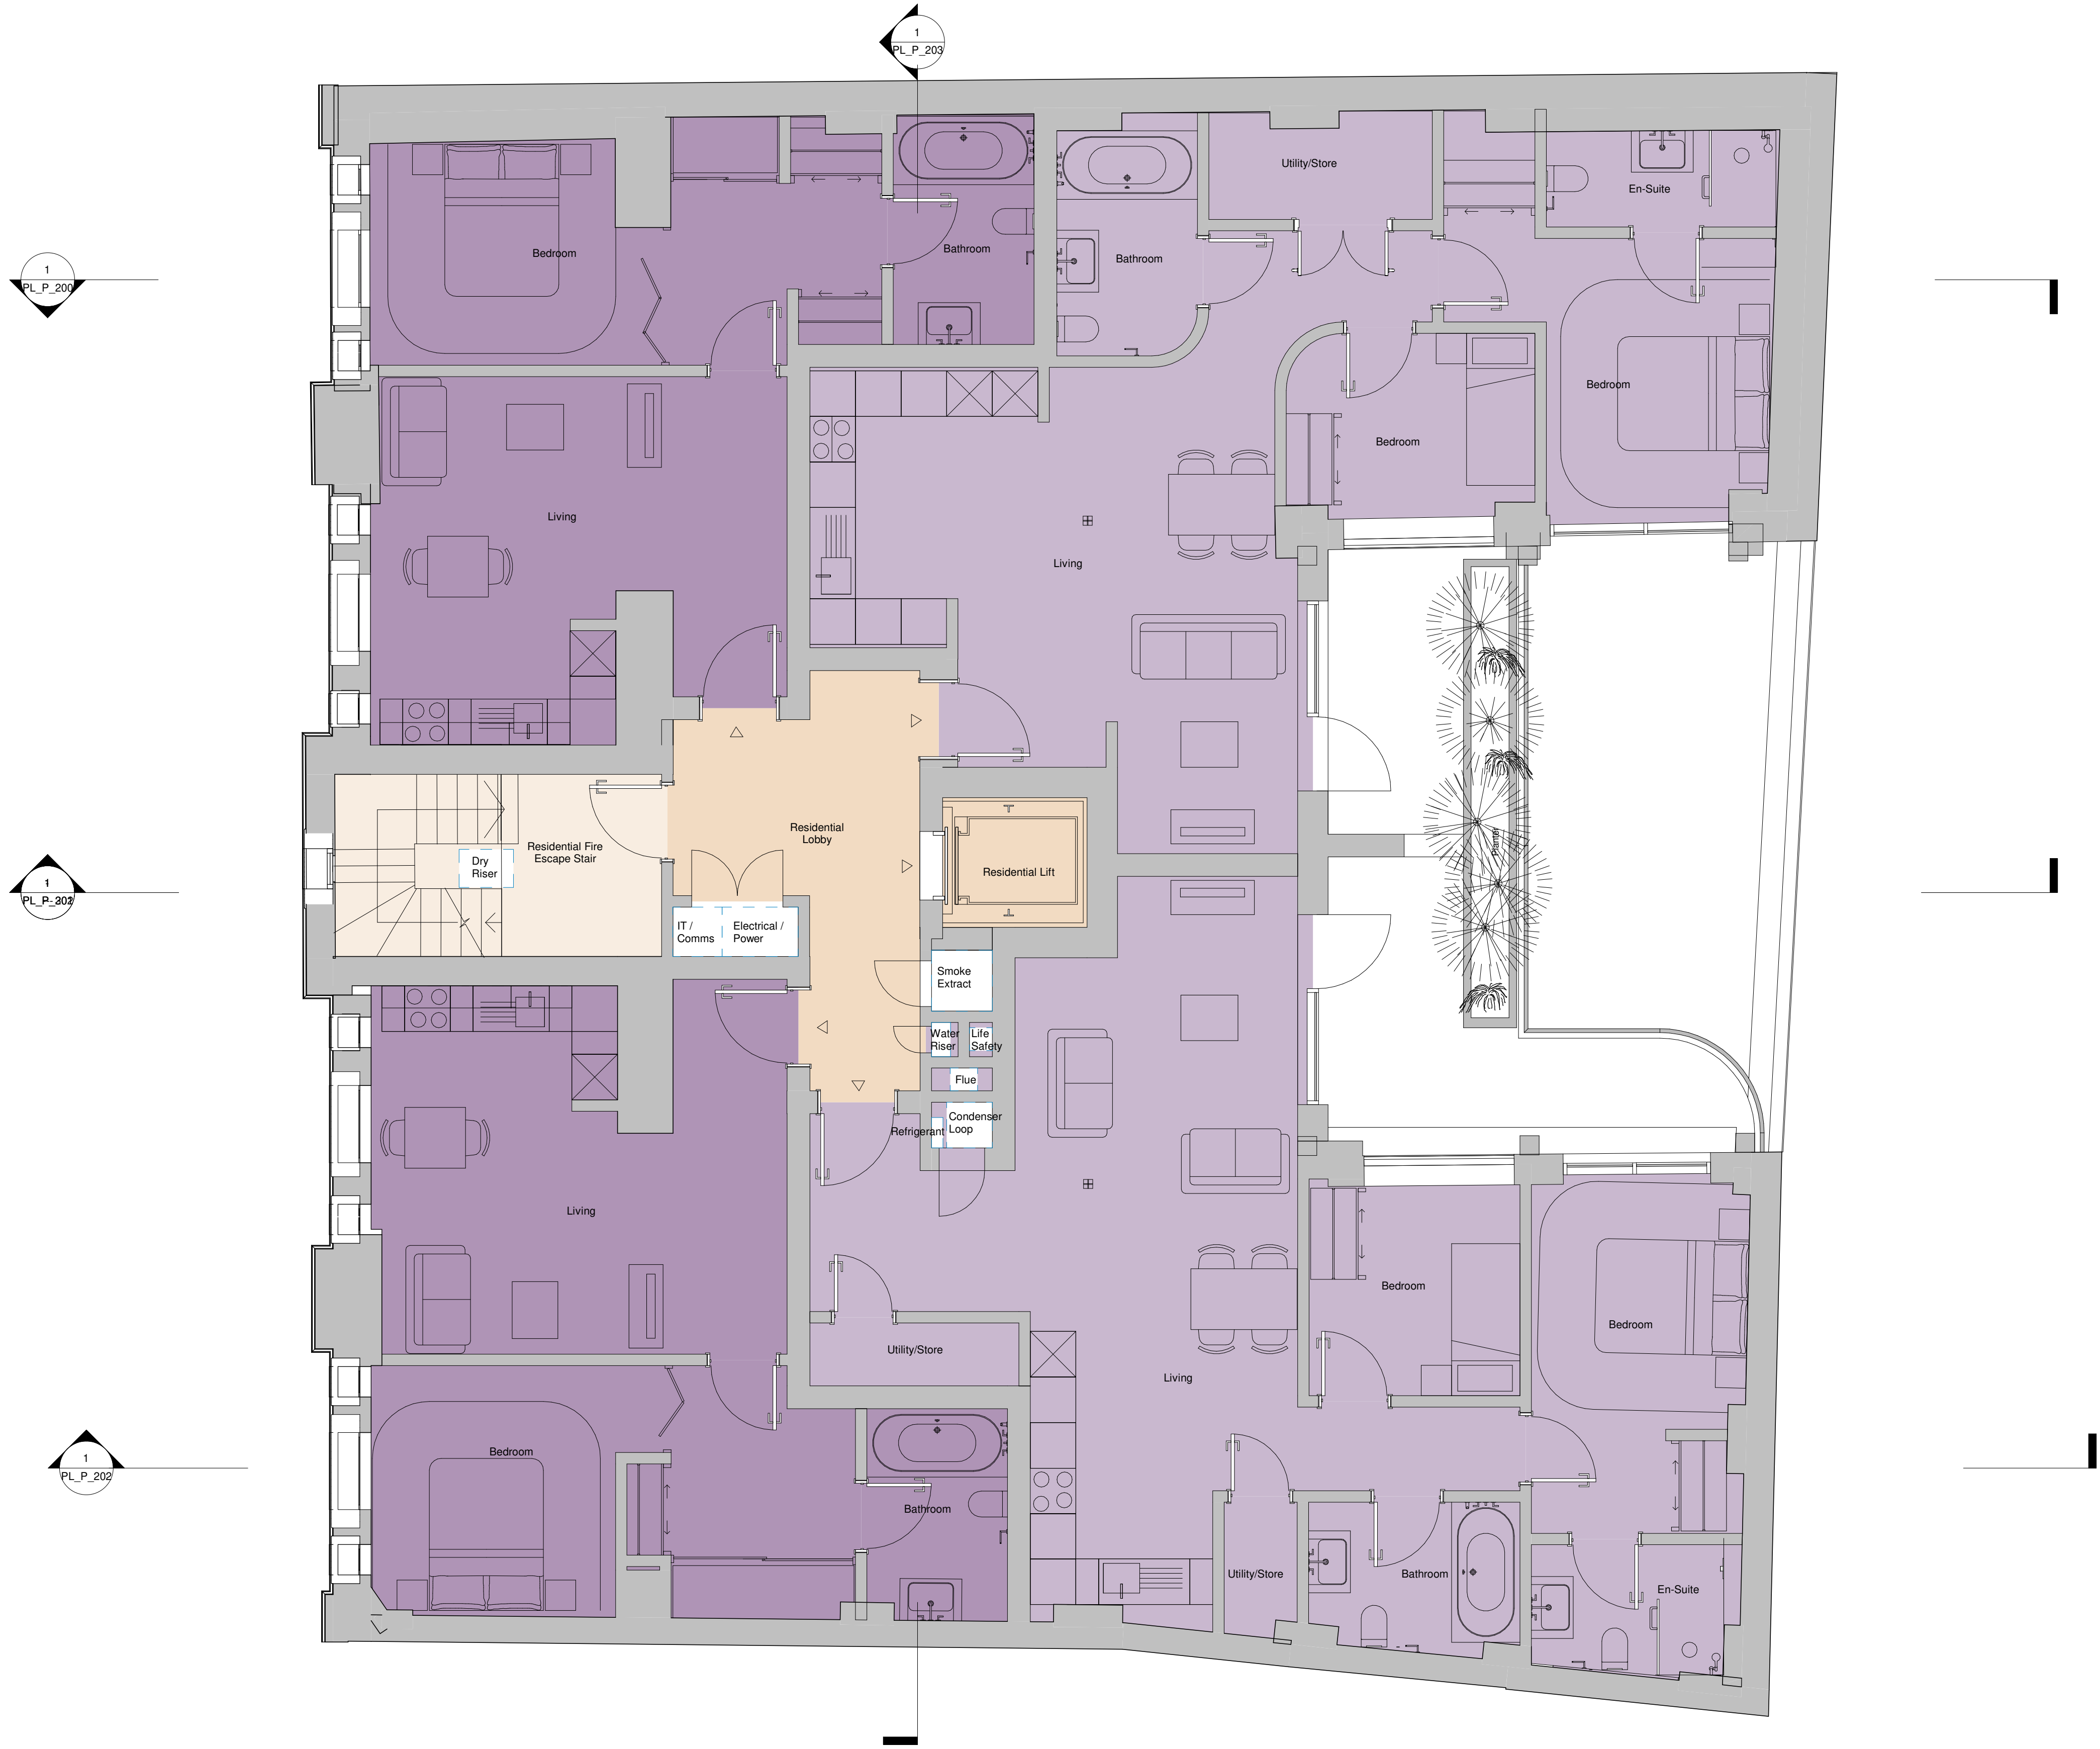 1
PL_P_203
Utility/Store
En-Suite
Bedroom
Bathroom
Bathroom
1
PL_P_200
Bedroom
Bedroom
Living
Living
Residential
Lobby
Residential Fire
Escape Stair
Dry
Riser
Residential Lift
Planter
1
IT /
Comms
Electrical /
Power
Smoke
Extract
Water
Riser
Life
Safety
Flue
Condenser
Loop
Refrigerant
Living
Bedroom
Bedroom
Utility/Store
Living
Bedroom
1
PL_P_202
Bathroom
Utility/Store
Bathroom
En-Suite